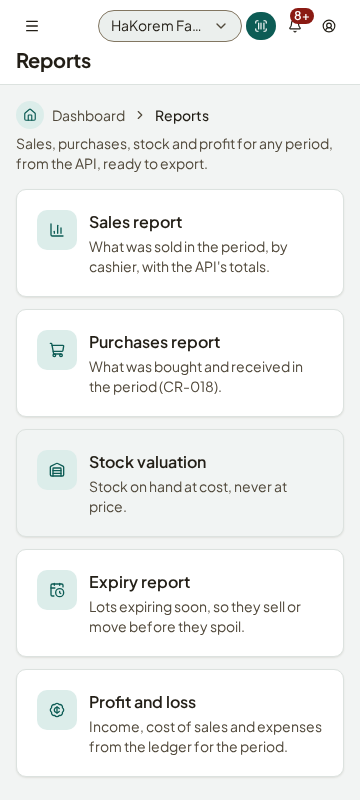 HaKorem Fa...
8+
Reports
Dashboard > Reports
Sales, purchases, stock and profit for any period,
from the API, ready to export.
Sales report
What was sold in the period, by
cashier, with the API's totals.
Purchases report
What was bought and received in
the period (CR-018).
Stock valuation
Stock on hand at cost, never at
price.
Expiry report
Lots expiring soon, so they sell or
move before they spoil.
Profit and loss
Income, cost of sales and expenses
from the ledger for the period.